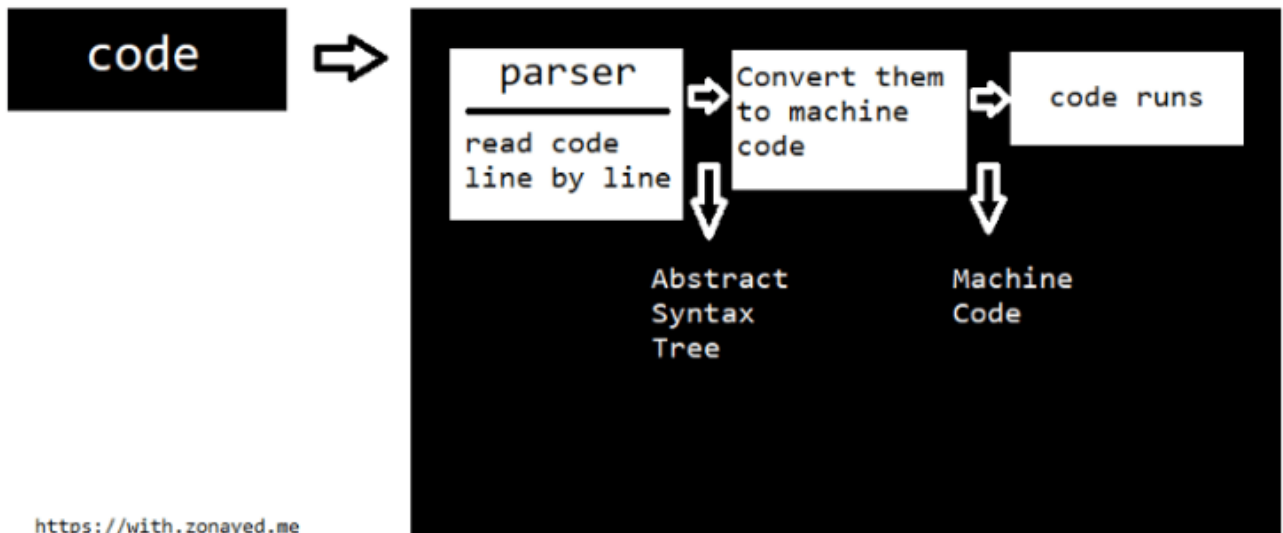 code
parser
read code
line by line
Convert them
to machine
code
code runs
Abstract
Syntax
Tree
Machine
Code
https://with.zonayed.me